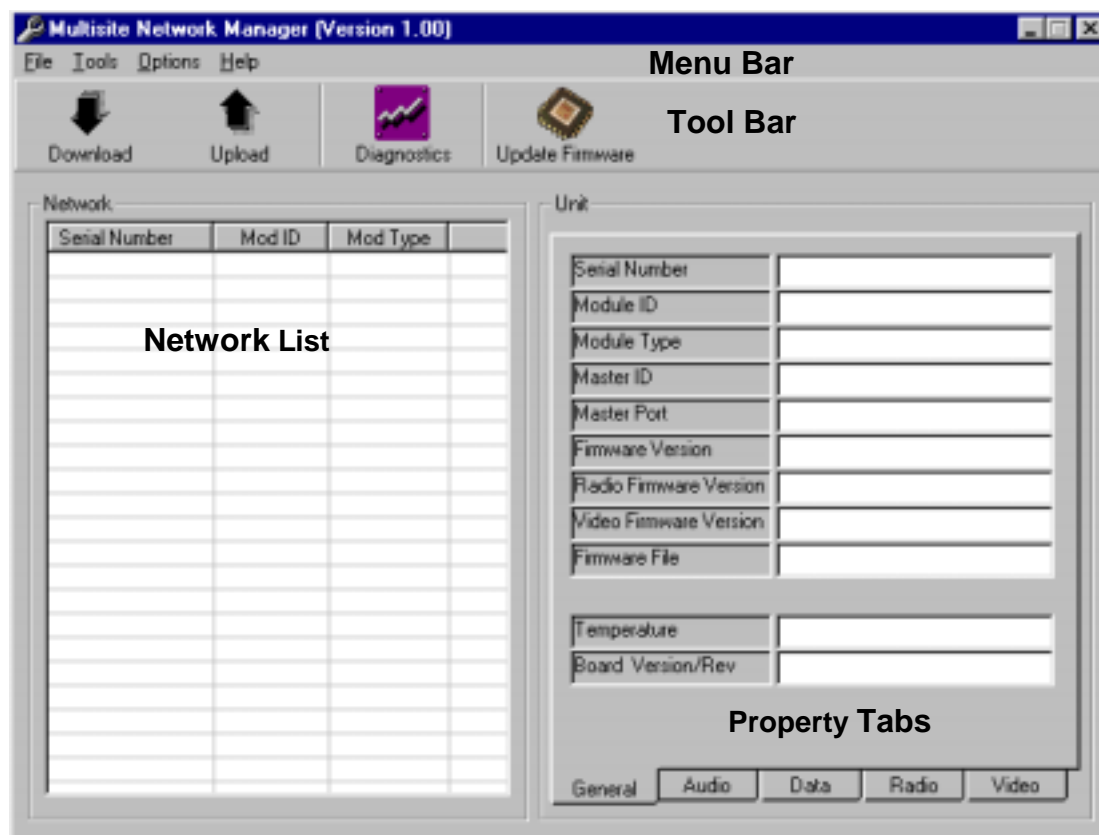 Multisite Network Manager (Version 1.00)
File Tools Options Help
Menu Bar
Tool Bar
Download Upload Diagnostics Update Firmware
Network
Serial Number Mod ID Mod Type
Network List
Unit
Serial Number
Module ID
Module Type
Master ID
Master Port
Firmware Version
Radio Firmware Version
Video Firmware Version
Firmware File
Temperature
Board Version/Rev
Property Tabs
General Audio Data Radio Video